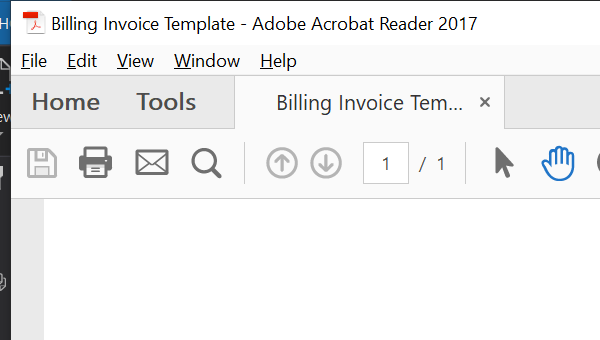 Billing Invoice Template - Adobe Acrobat Reader 2017
File Edit View Window Help
Home Tools Billing Invoice Tem... ×
1 / 1